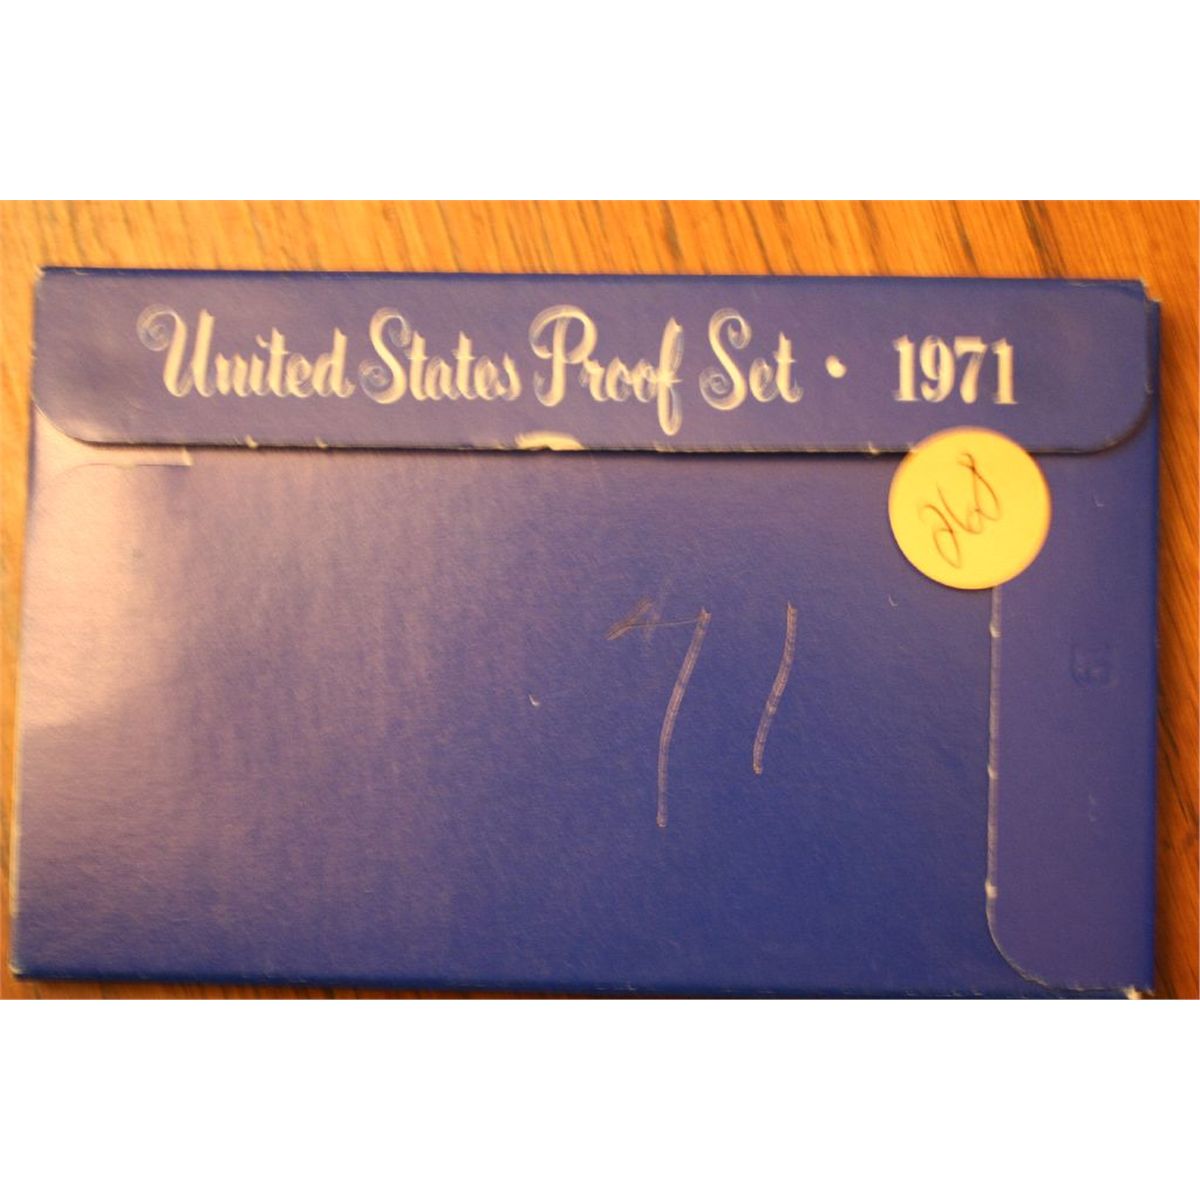 United States Proof Set • 1971
268
71